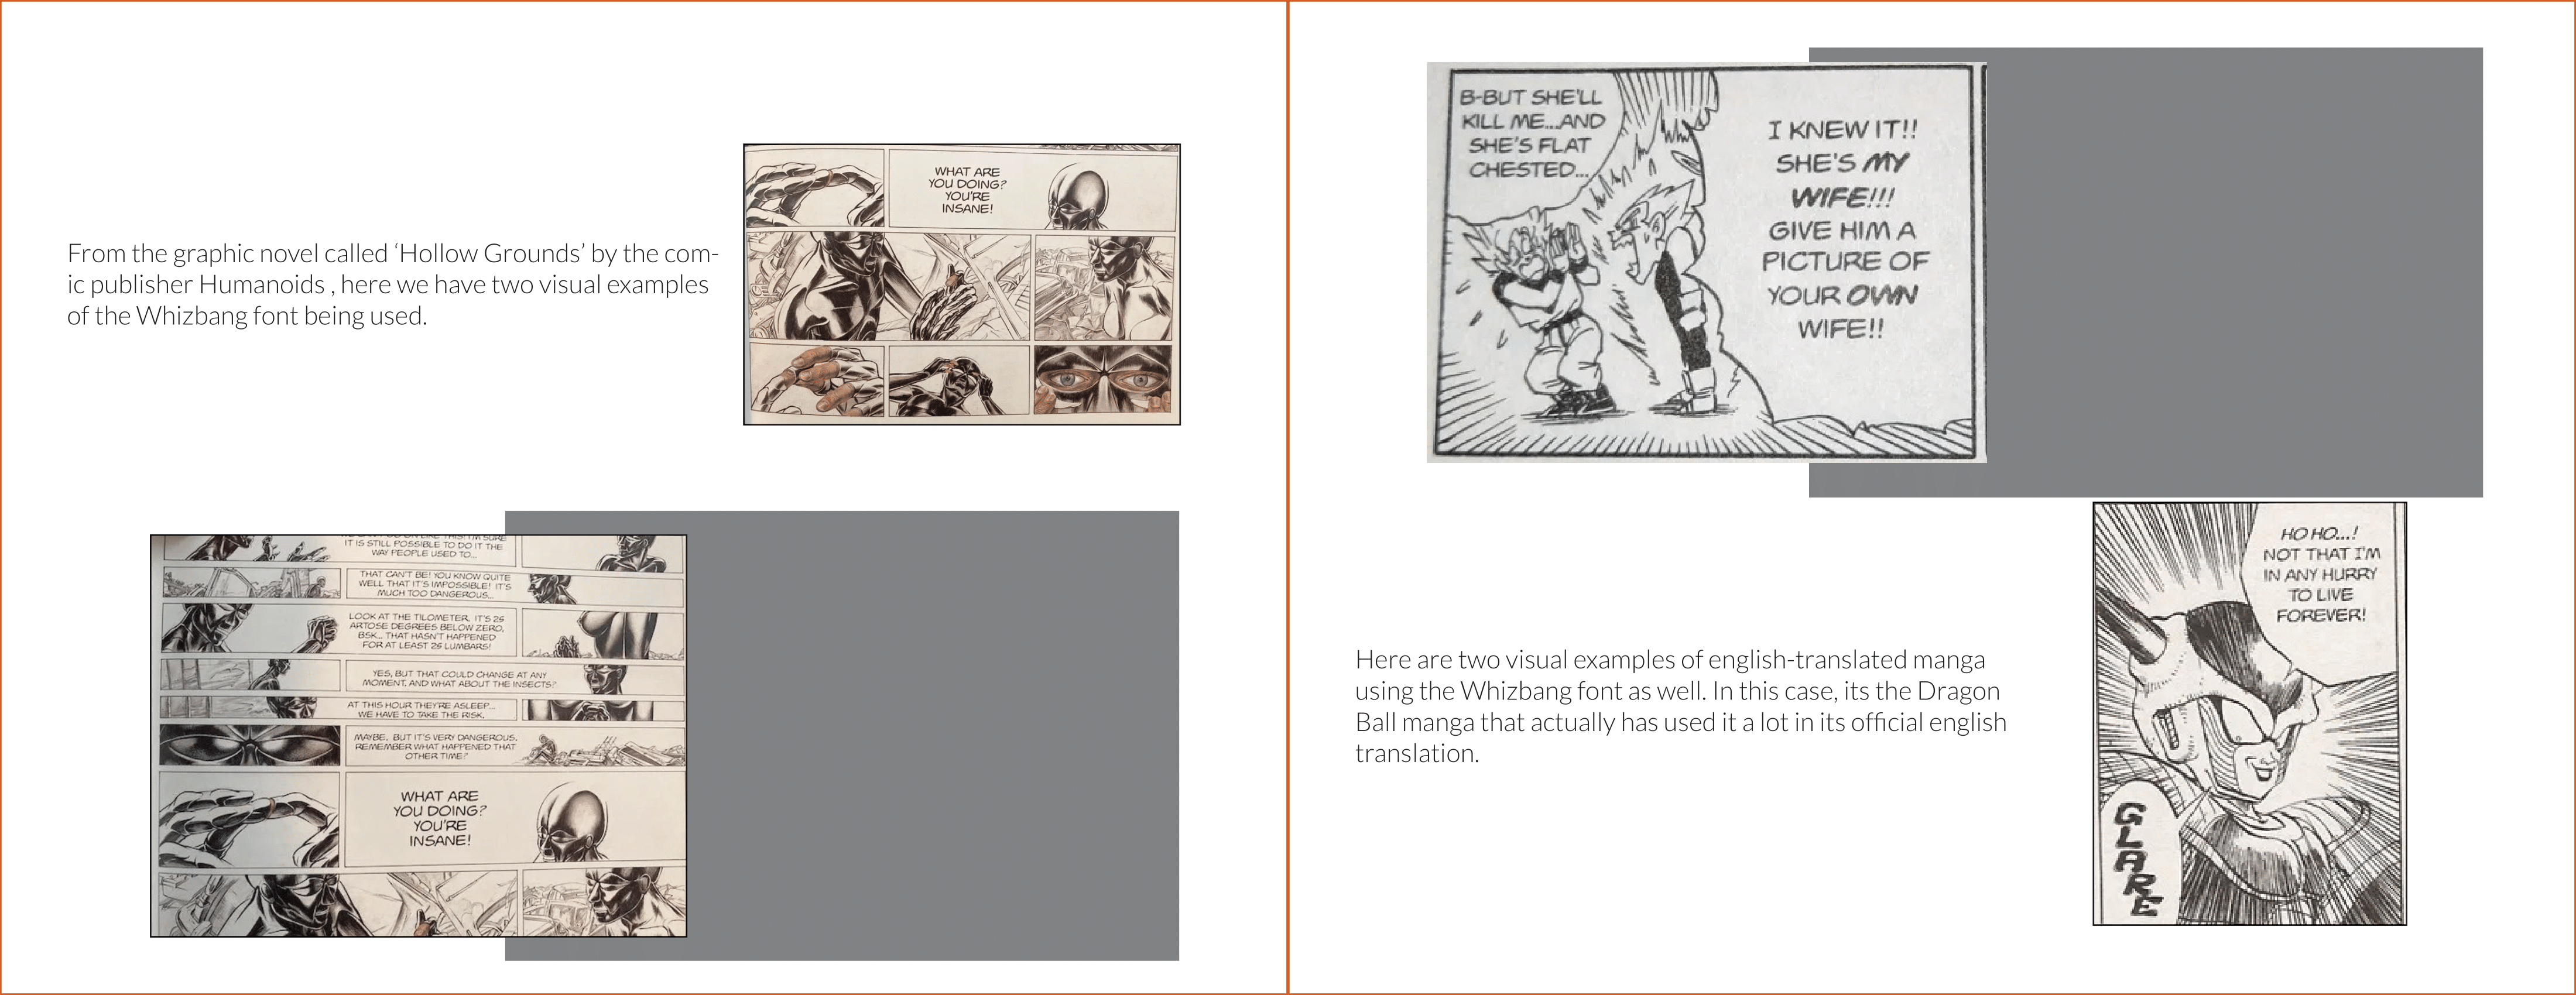 From the graphic novel called ‘Hollow Grounds’ by the com-
ic publisher Humanoids , here we have two visual examples
of the Whizbang font being used.
WHAT ARE
YOU DOING?
YOU'RE
INSANE!
IT IS STILL POSSIBLE TO DO IT THE
WAY PEOPLE USED TO...
THAT CAN'T BE! YOU KNOW QUITE
WELL THAT IT'S IMPOSSIBLE! IT'S
MUCH TOO DANGEROUS...
LOOK AT THE TILOMETER. IT'S 25
ARTOSE DEGREES BELOW ZERO,
BSK... THAT HASN'T HAPPENED
FOR AT LEAST 25 LUMBARS!
YES, BUT THAT COULD CHANGE AT ANY
MOMENT, AND WHAT ABOUT THE INSECTS?
AT THIS HOUR THEY'RE ASLEEP...
WE HAVE TO TAKE THE RISK.
MAYBE, BUT IT'S VERY DANGEROUS.
REMEMBER WHAT HAPPENED THAT
OTHER TIME?
WHAT ARE
YOU DOING?
YOU'RE
INSANE!
B-BUT SHE'LL
KILL ME...AND
SHE'S FLAT
CHESTED...
I KNEW IT!!
SHE'S MY
WIFE!!!
GIVE HIM A
PICTURE OF
YOUR OWN
WIFE!!
Here are two visual examples of english-translated manga
using the Whizbang font as well. In this case, its the Dragon
Ball manga that actually has used it a lot in its official english
translation.
HO HO...!
NOT THAT I'M
IN ANY HURRY
TO LIVE
FOREVER!
GLARE